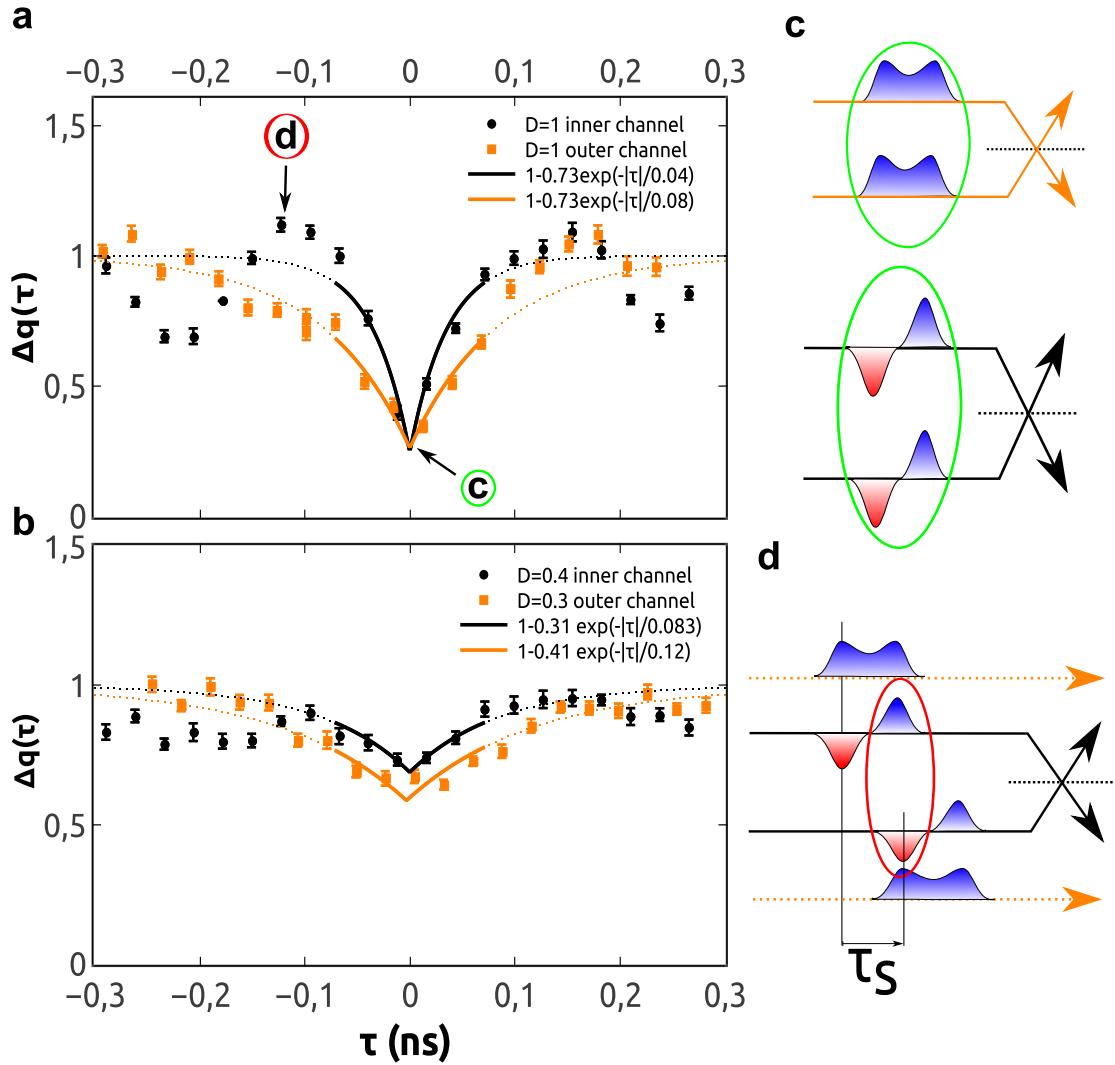 a
−0,3 −0,2 −0,1 0 0,1 0,2 0,3
1,5
1
0,5
0
Δq(τ)
d
D=1 inner channel
D=1 outer channel
1-0.73exp(-|τ|/0.04)
1-0.73exp(-|τ|/0.08)
c
b
1,5
1
0,5
0
Δq(τ)
D=0.4 inner channel
D=0.3 outer channel
1-0.31 exp(-|τ|/0.083)
1-0.41 exp(-|τ|/0.12)
−0,3 −0,2 −0,1 0 0,1 0,2 0,3
τ (ns)
c
d
τS